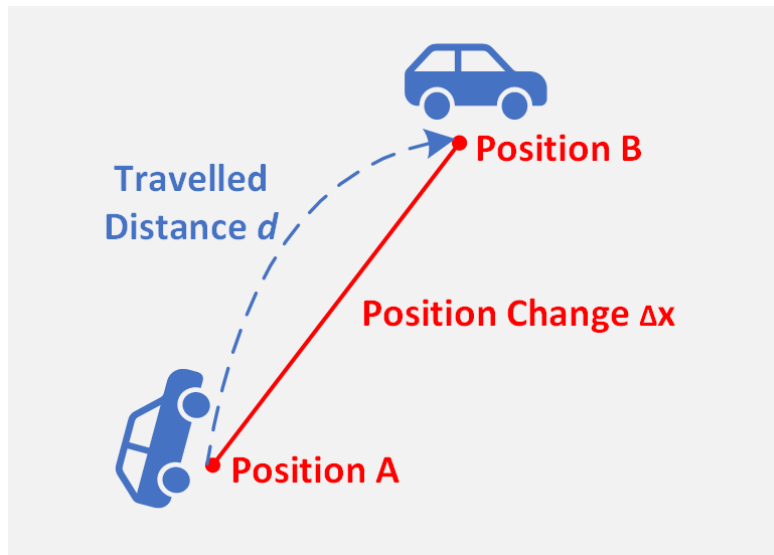 Travelled
Distance d
Position B
Position Change Δx
Position A